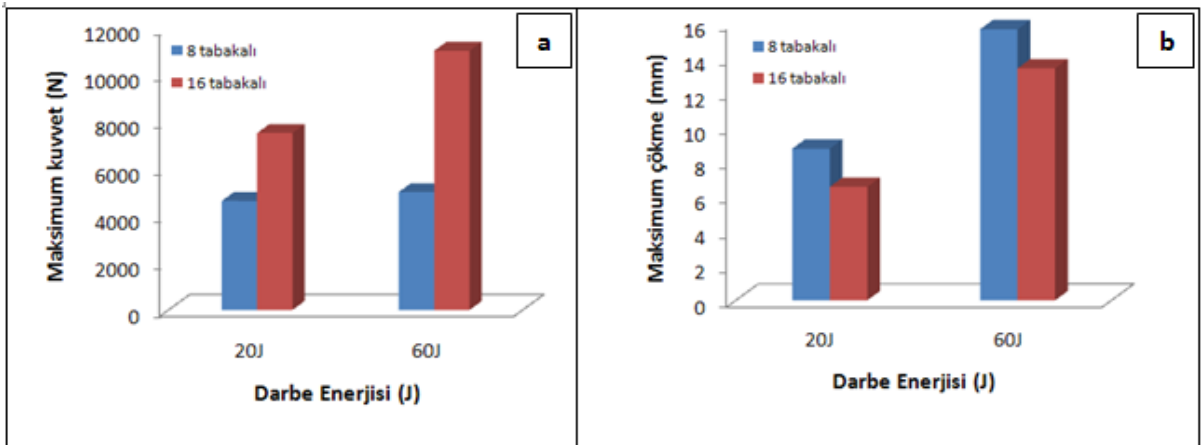 a
12000
10000
8000
6000
4000
2000
0
Maksimum kuvvet (N)
8 tabakalı
16 tabakalı
20J
60J
Darbe Enerjisi (J)
b
16
14
12
10
8
6
4
2
0
Maksimum çökme (mm)
8 tabakalı
16 tabakalı
20J
60J
Darbe Enerjisi (J)